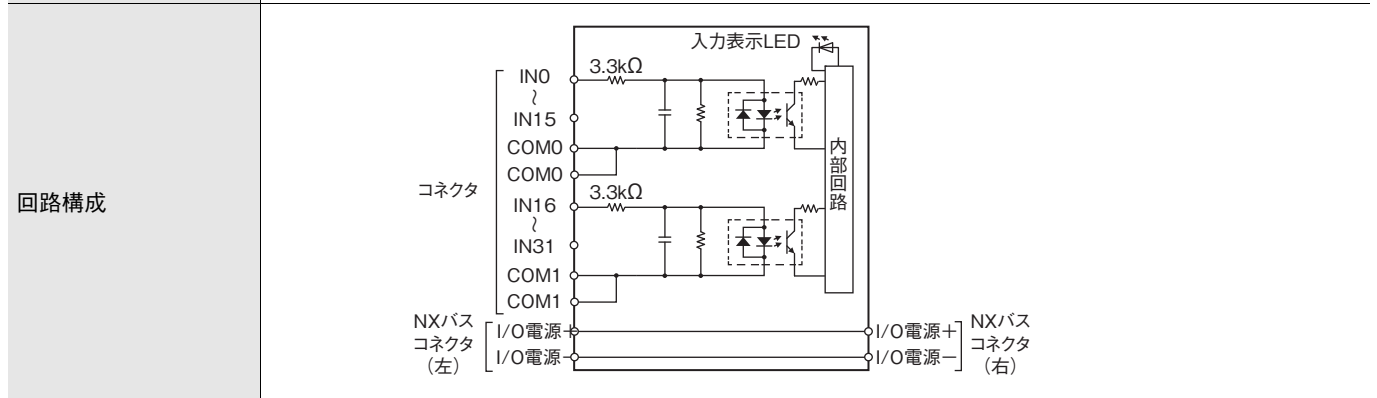 回路構成
入力表示LED
コネクタ
IN0
～
IN15
COM0
COM0
3.3kΩ
IN16
～
IN31
COM1
COM1
3.3kΩ
内部回路
NXバス
コネクタ
(左)
I/O電源+
I/O電源−
I/O電源+
I/O電源−
NXバス
コネクタ
(右)